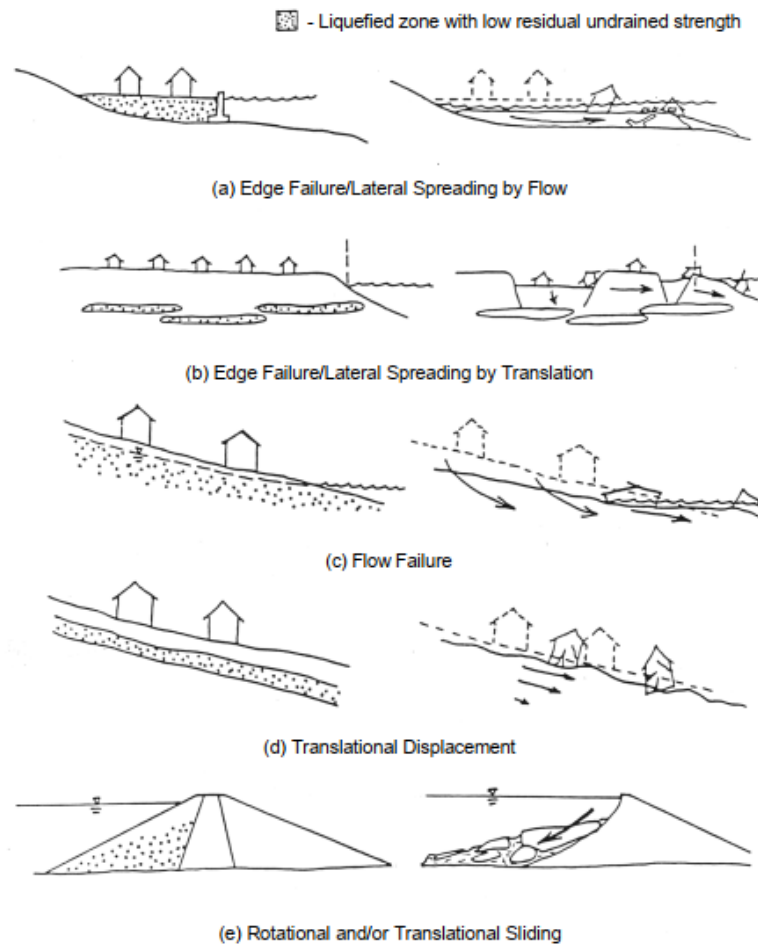 - Liquefied zone with low residual undrained strength
(a) Edge Failure/Lateral Spreading by Flow
(b) Edge Failure/Lateral Spreading by Translation
(c) Flow Failure
(d) Translational Displacement
(e) Rotational and/or Translational Sliding